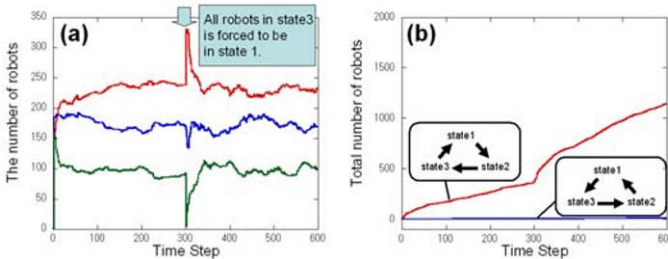 (a)
All robots in state3
is forced to be
in state 1.
The number of robots
350
300
250
200
150
100
50
0
0 100 200 300 400 500 600
Time Step
(b)
Total number of robots
2000
1500
1000
500
0
state1
state3 state2
state1
state3 state2
0 100 200 300 400 500 600
Time Step